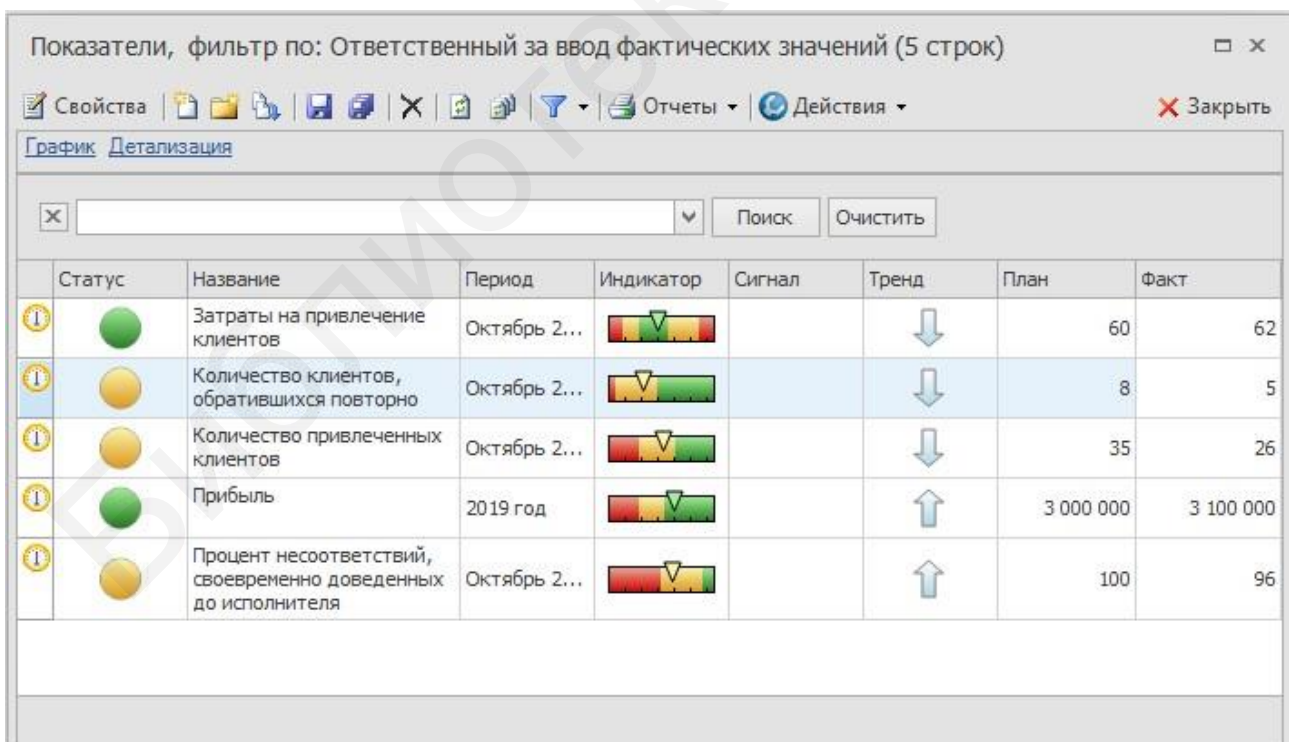 Показатели, фильтр по: Ответственный за ввод фактических значений (5 строк)
Свойства Отчеты Действия Закрыть
График Детализация
Поиск Очистить
Статус Название Период Индикатор Сигнал Тренд План Факт
Затраты на привлечение
клиентов
Октябрь 2... 60 62
Количество клиентов,
обратившихся повторно
Октябрь 2... 8 5
Количество привлеченных
клиентов
Октябрь 2... 35 26
Прибыль
2019 год 3 000 000 3 100 000
Процент несоответствий,
своевременно доведенных
до исполнителя
Октябрь 2... 100 96
Библиотек